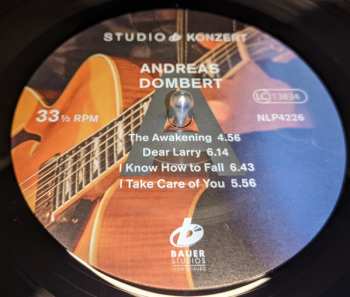 STUDIO KONZERT
ANDREAS
DOMBERT
33⅓ RPM
LC 13634
NLP4226
The Awakening 4.56
Dear Larry 6.14
I Know How to Fall 6.43
I Take Care of You 5.56
BAUER
STUDIOS